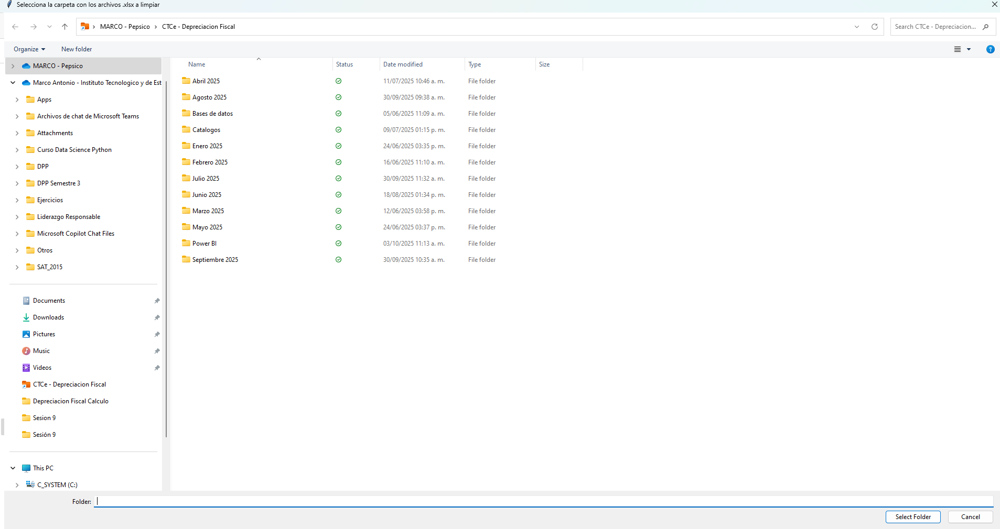 Selecciona la carpeta con los archivos .xlsx a limpiar
MARCO - Pepsico > CTCe - Depreciacion Fiscal
Search CTCe - Depreciacion...
Organize
New folder
MARCO - Pepsico
Marco Antonio - Instituto Tecnologico y de Est
Apps
Archivos de chat de Microsoft Teams
Attachments
Curso Data Science Python
DPP
DPP Semestre 3
Ejercicios
Liderazgo Responsable
Microsoft Copilot Chat Files
Otros
SAT_2015
Documents
Downloads
Pictures
Music
Videos
CTCe - Depreciacion Fiscal
Depreciacion Fiscal Calculo
Sesion 9
Sesión 9
This PC
C_SYSTEM (C:)
Name Status Date modified Type Size
Abril 2025 11/07/2025 10:46 a. m. File folder
Agosto 2025 30/09/2025 09:38 a. m. File folder
Bases de datos 05/06/2025 11:09 a. m. File folder
Catalogos 09/07/2025 01:15 p. m. File folder
Enero 2025 24/06/2025 03:35 p. m. File folder
Febrero 2025 16/06/2025 11:10 a. m. File folder
Julio 2025 30/09/2025 11:32 a. m. File folder
Junio 2025 18/08/2025 01:34 p. m. File folder
Marzo 2025 12/06/2025 03:58 p. m. File folder
Mayo 2025 24/06/2025 03:37 p. m. File folder
Power BI 03/10/2025 11:13 a. m. File folder
Septiembre 2025 30/09/2025 10:35 a. m. File folder
Folder:
Select Folder
Cancel